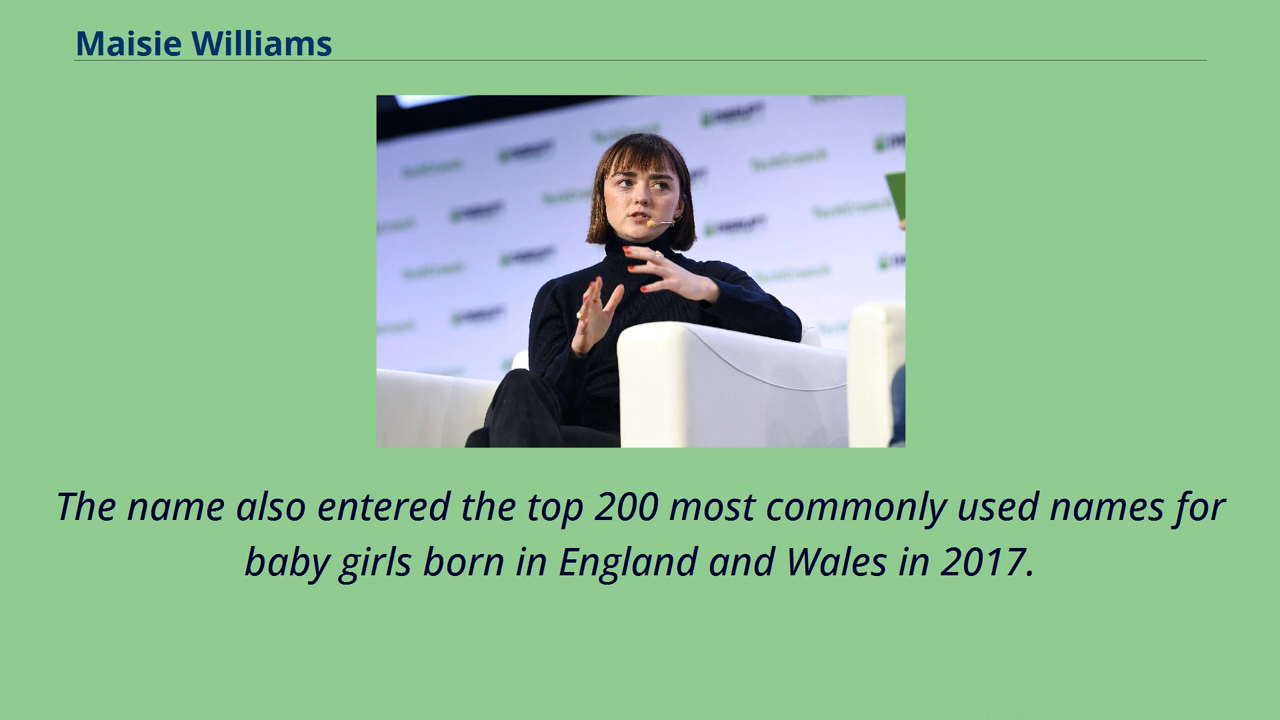 Maisie Williams
TechCrunch
The name also entered the top 200 most commonly used names for
baby girls born in England and Wales in 2017.